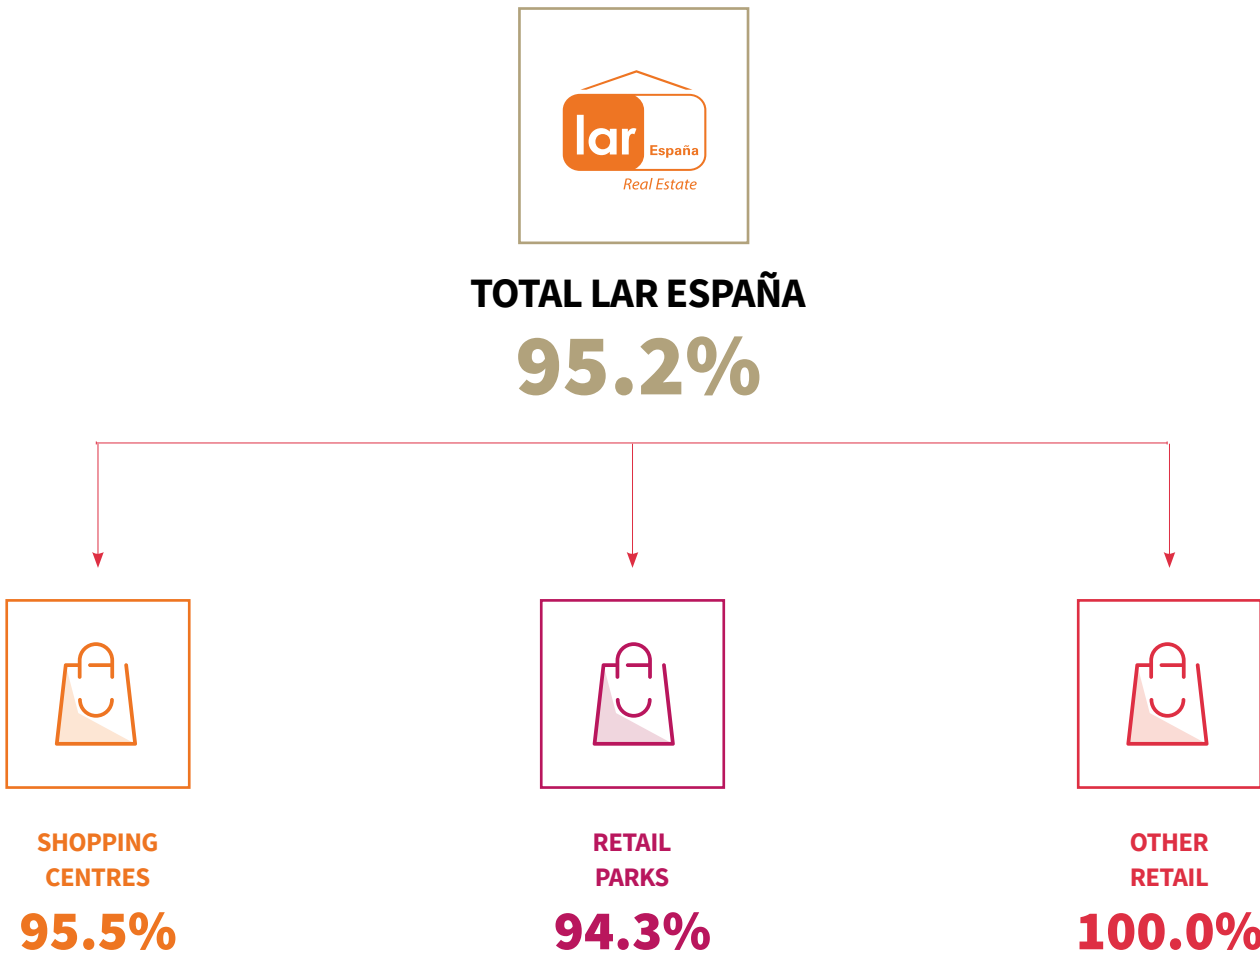 lar
España
Real Estate
TOTAL LAR ESPAÑA
95.2%
SHOPPING
CENTRES
95.5%
RETAIL
PARKS
94.3%
OTHER
RETAIL
100.0%